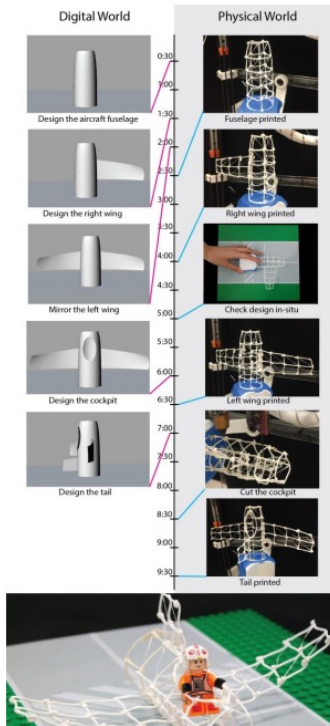 Digital World
Physical World
0:30
1:00
Design the aircraft fuselage
Fuselage printed
1:30
2:00
2:30
Design the right wing
Right wing printed
3:00
3:30
4:00
Mirror the left wing
Check design in-situ
4:30
5:00
5:30
6:00
Design the cockpit
Left wing printed
6:30
7:00
7:30
Design the tail
Cut the cockpit
8:00
8:30
9:00
9:30
Tail printed